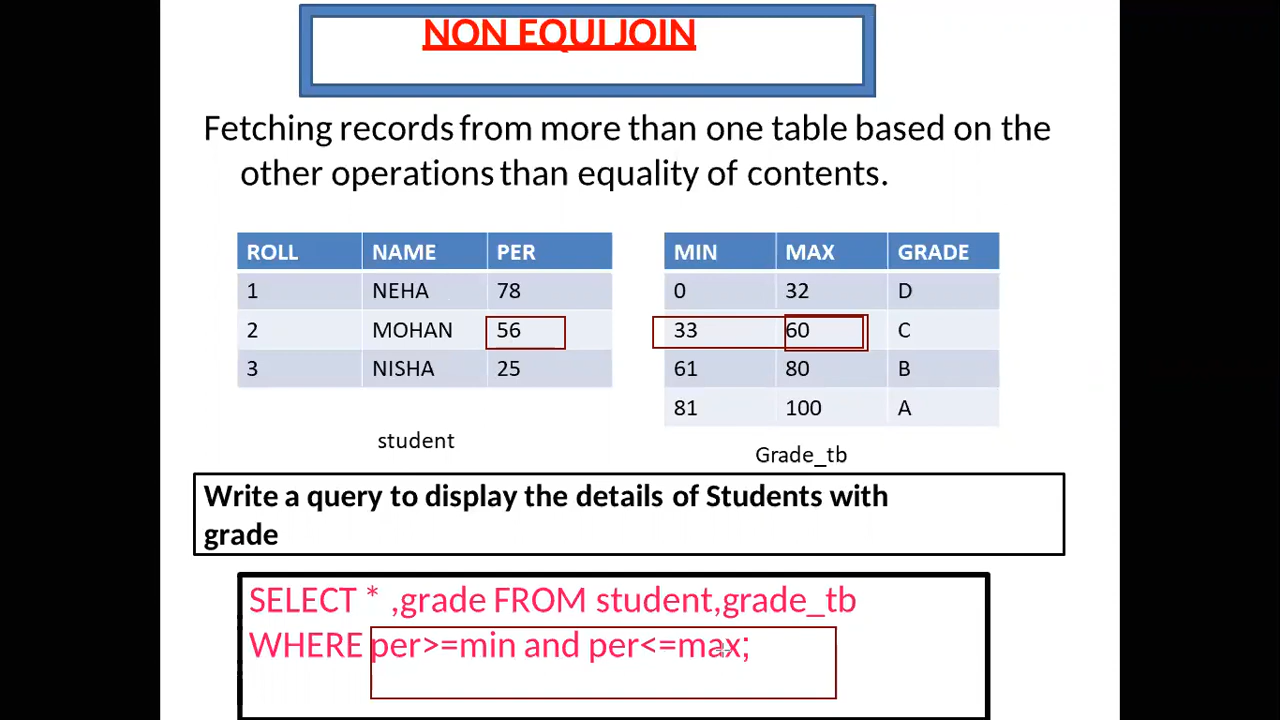 NON EQUI JOIN
Fetching records from more than one table based on the
other operations than equality of contents.
ROLL NAME PER
1 NEHA 78
2 MOHAN 56
3 NISHA 25
student
MIN MAX GRADE
0 32 D
33 60 C
61 80 B
81 100 A
Grade_tb
Write a query to display the details of Students with
grade
SELECT * ,grade FROM student,grade_tb
WHERE per>=min and per<=max;